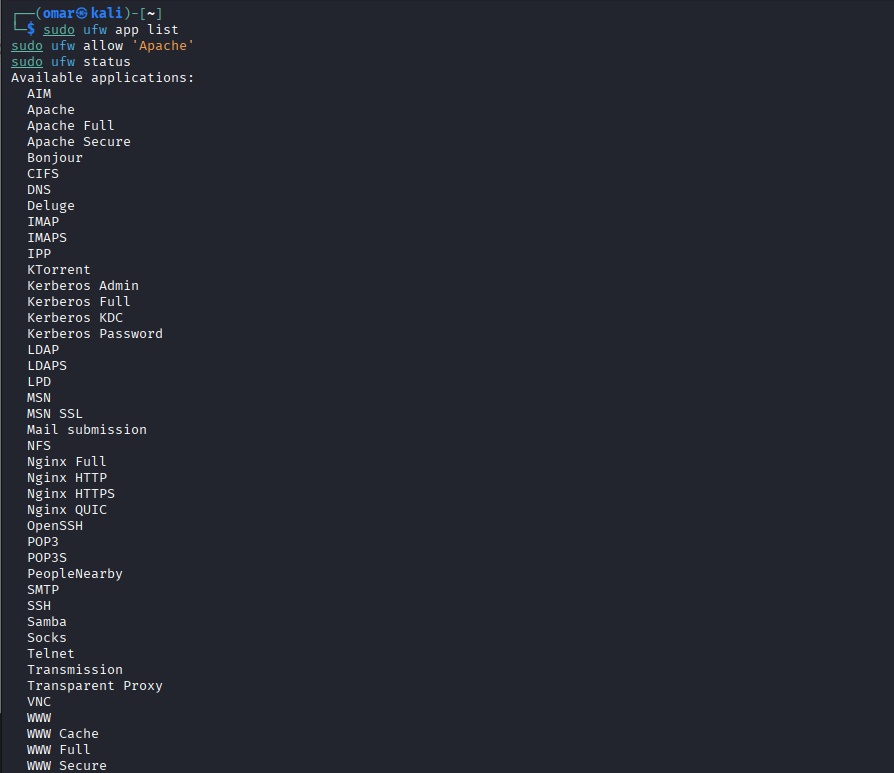 ┌──(omar㉿kali)-[~]
└─$ sudo ufw app list
sudo ufw allow 'Apache'
sudo ufw status
Available applications:
  AIM
  Apache
  Apache Full
  Apache Secure
  Bonjour
  CIFS
  DNS
  Deluge
  IMAP
  IMAPS
  IPP
  KTorrent
  Kerberos Admin
  Kerberos Full
  Kerberos KDC
  Kerberos Password
  LDAP
  LDAPS
  LPD
  MSN
  MSN SSL
  Mail submission
  NFS
  Nginx Full
  Nginx HTTP
  Nginx HTTPS
  Nginx QUIC
  OpenSSH
  POP3
  POP3S
  PeopleNearby
  SMTP
  SSH
  Samba
  Socks
  Telnet
  Transmission
  Transparent Proxy
  VNC
  WWW
  WWW Cache
  WWW Full
  WWW Secure